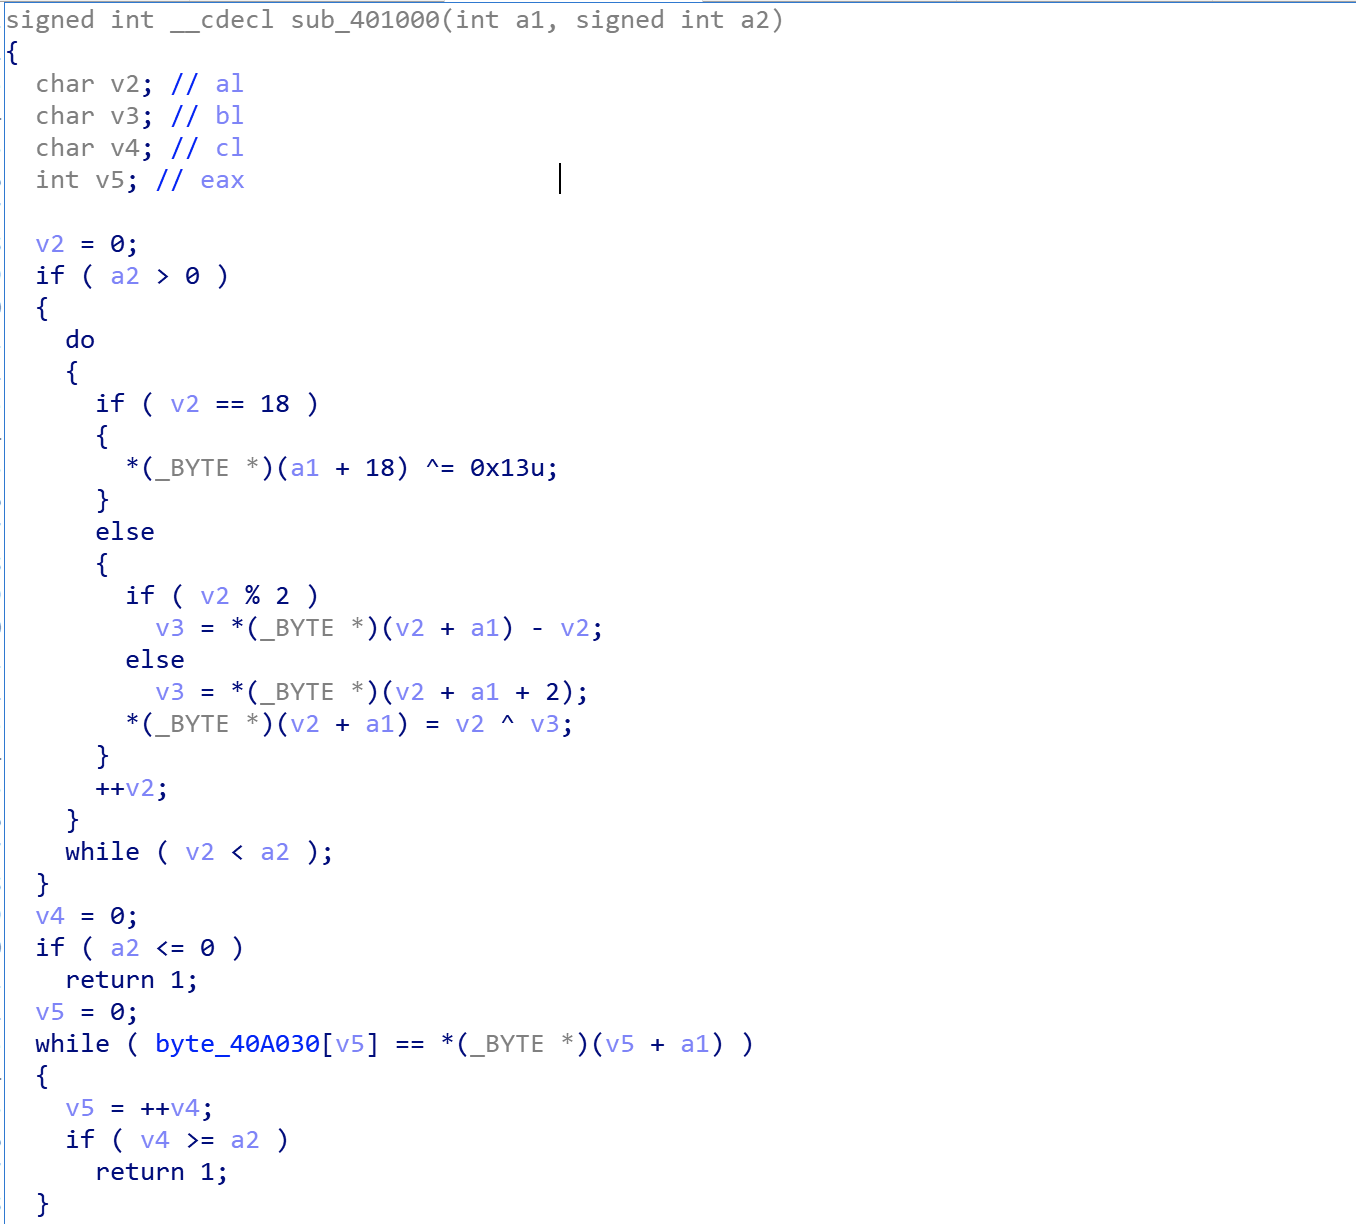 signed int __cdecl sub_401000(int a1, signed int a2)
{
  char v2; // al
  char v3; // bl
  char v4; // cl
  int v5; // eax

  v2 = 0;
  if ( a2 > 0 )
  {
    do
    {
      if ( v2 == 18 )
      {
        *(_BYTE *)(a1 + 18) ^= 0x13u;
      }
      else
      {
        if ( v2 % 2 )
          v3 = *(_BYTE *)(v2 + a1) - v2;
        else
          v3 = *(_BYTE *)(v2 + a1 + 2);
        *(_BYTE *)(v2 + a1) = v2 ^ v3;
      }
      ++v2;
    }
    while ( v2 < a2 );
  }
  v4 = 0;
  if ( a2 <= 0 )
    return 1;
  v5 = 0;
  while ( byte_40A030[v5] == *(_BYTE *)(v5 + a1) )
  {
    v5 = ++v4;
    if ( v4 >= a2 )
      return 1;
  }